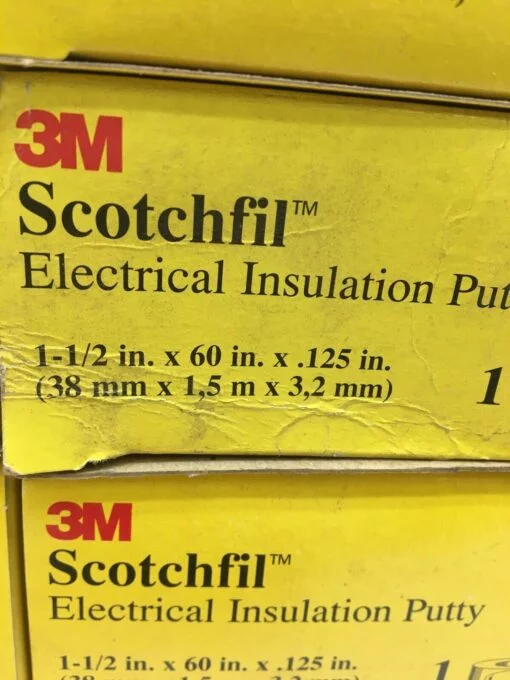 3M
Scotchfil™
Electrical Insulation Put
1-1/2 in. x 60 in. x .125 in.
(38 mm x 1,5 m x 3,2 mm)
1
3M
Scotchfil™
Electrical Insulation Putty
1-1/2 in. x 60 in. x .125 in.
1